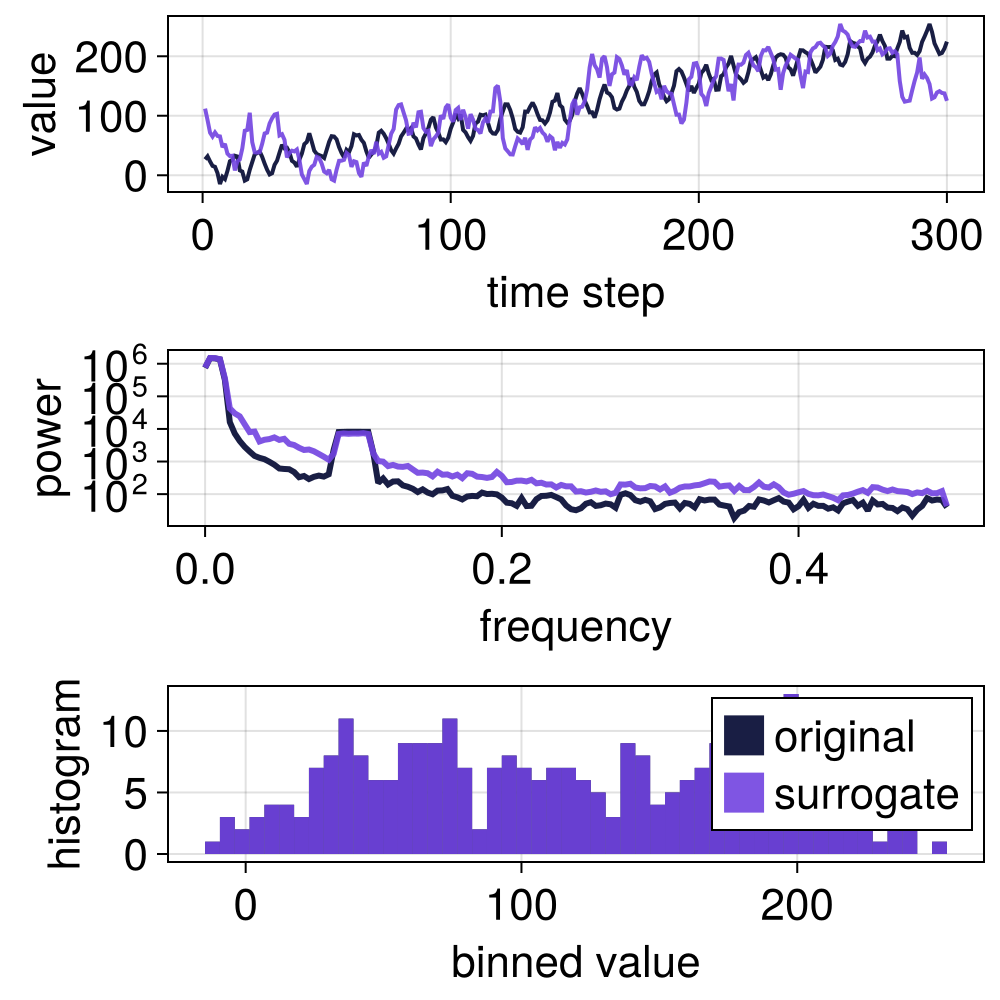 value
200
100
0
0 100 200 300
time step
power
10⁶
10⁵
10⁴
10³
10²
0.0 0.2 0.4
frequency
histogram
10
5
0
original
surrogate
0 100 200
binned value